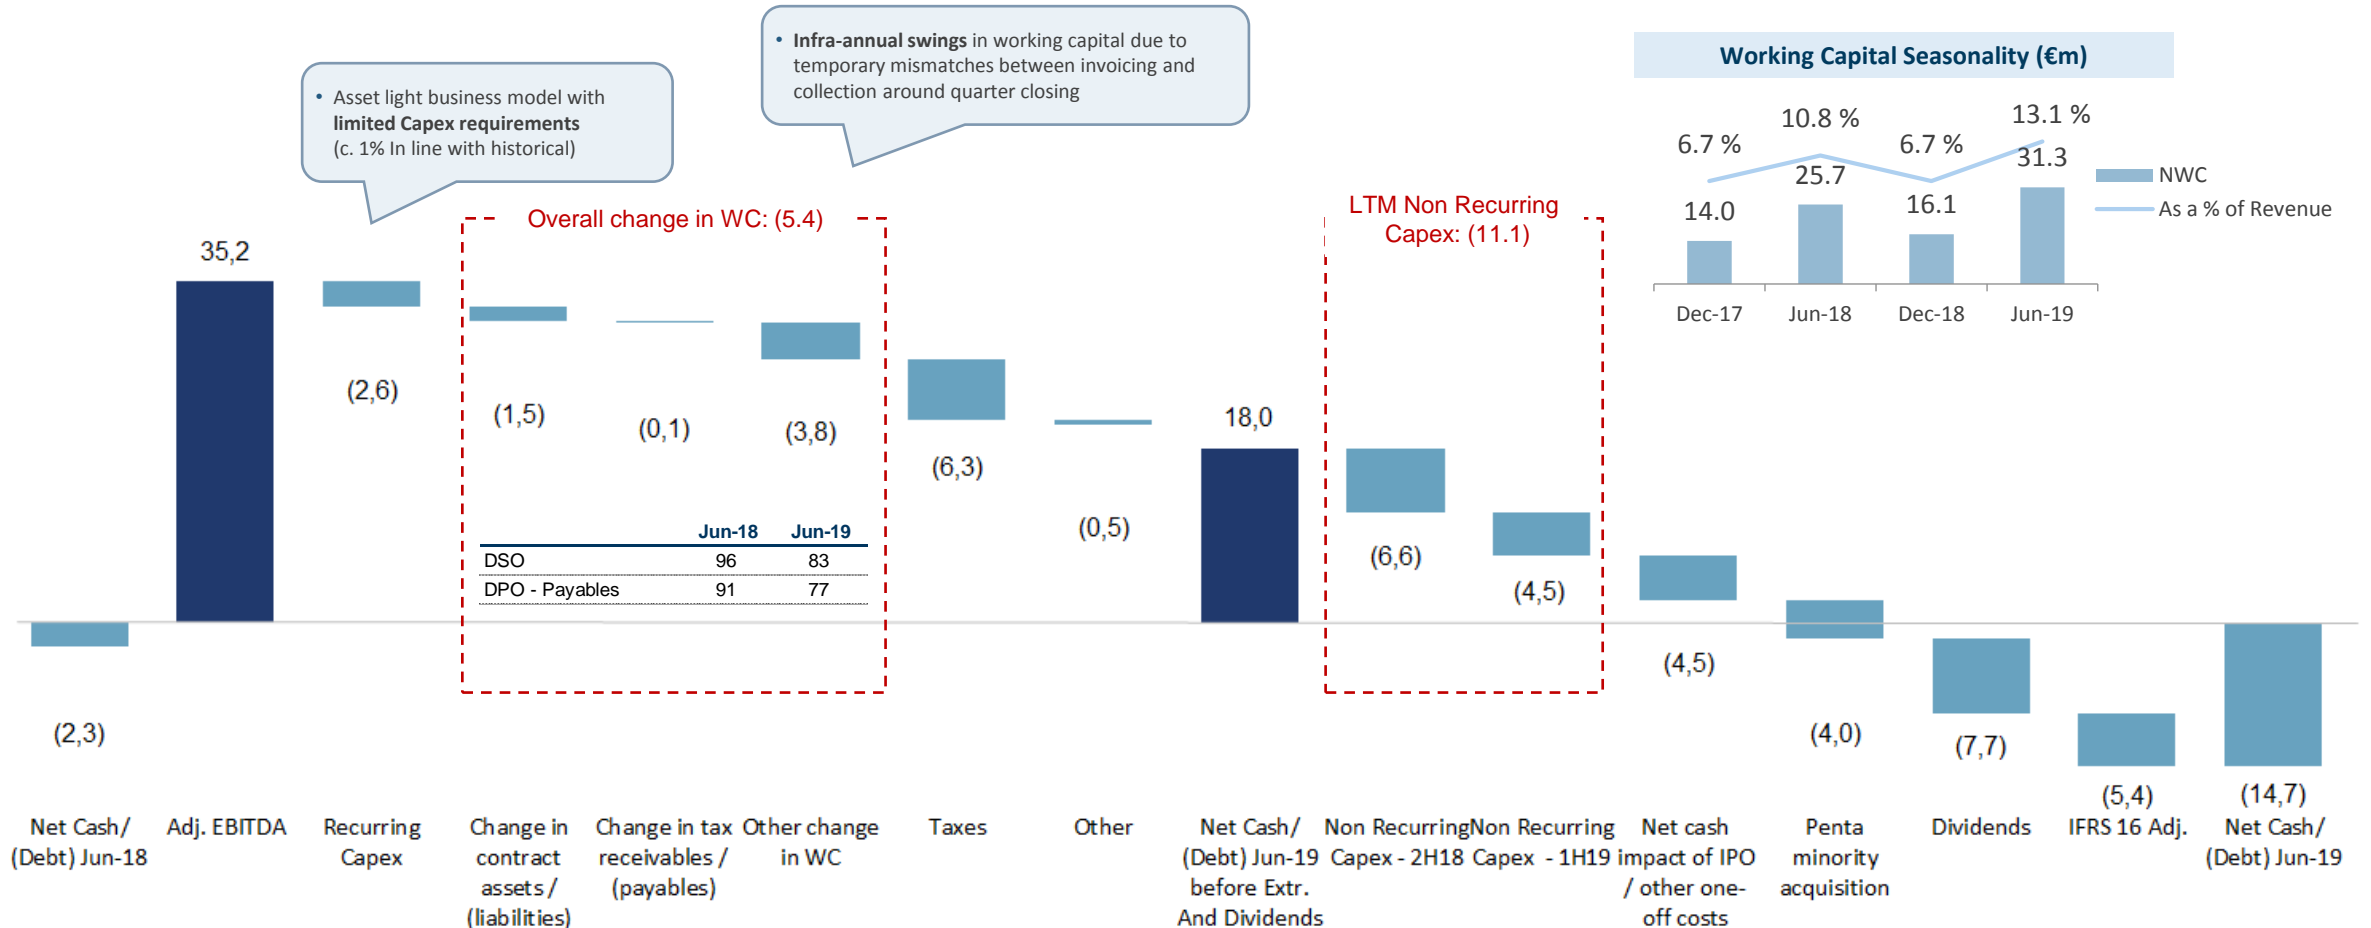 • Infra-annual swings in working capital due to
temporary mismatches between invoicing and
collection around quarter closing
• Asset light business model with
limited Capex requirements
(c. 1% In line with historical)
Working Capital Seasonality (€m)
6.7 %
10.8 %
6.7 %
13.1 %
14.0
25.7
16.1
31.3
NWC
As a % of Revenue
Dec-17
Jun-18
Dec-18
Jun-19
Overall change in WC: (5.4)
LTM Non Recurring
Capex: (11.1)
(2,3)
35,2
(2,6)
(1,5)
(0,1)
(3,8)
(6,3)
(0,5)
18,0
(6,6)
(4,5)
(4,5)
(4,0)
(7,7)
(5,4)
(14,7)
Jun-18 Jun-19
DSO 96 83
DPO - Payables 91 77
Net Cash/
(Debt) Jun-18
Adj. EBITDA
Recurring
Capex
Change in
contract
assets /
(liabilities)
Change in tax
receivables /
(payables)
Other change
in WC
Taxes
Other
Net Cash/
(Debt) Jun-19
before Extr.
And Dividends
Non Recurring
Capex - 2H18
Non Recurring
Capex - 1H19
Net cash
impact of IPO
/ other one-
off costs
Penta
minority
acquisition
Dividends
IFRS 16 Adj.
Net Cash/
(Debt) Jun-19